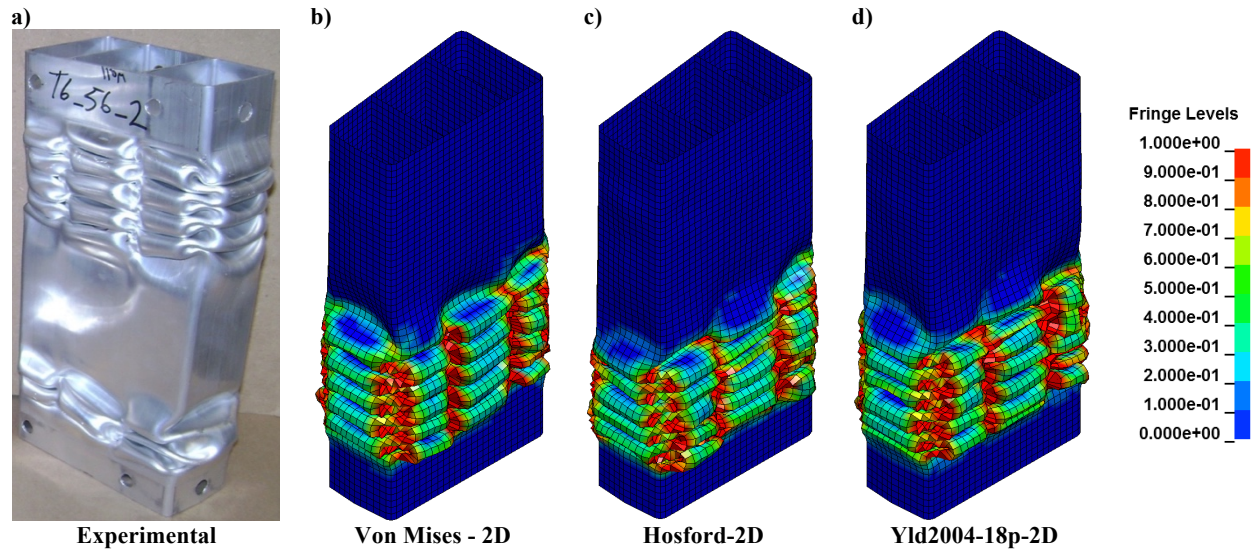 a)
b)
c)
d)
T6_56_2
Fringe Levels
1.000e+00
9.000e-01
8.000e-01
7.000e-01
6.000e-01
5.000e-01
4.000e-01
3.000e-01
2.000e-01
1.000e-01
0.000e+00
Experimental
Von Mises - 2D
Hosford-2D
Yld2004-18p-2D